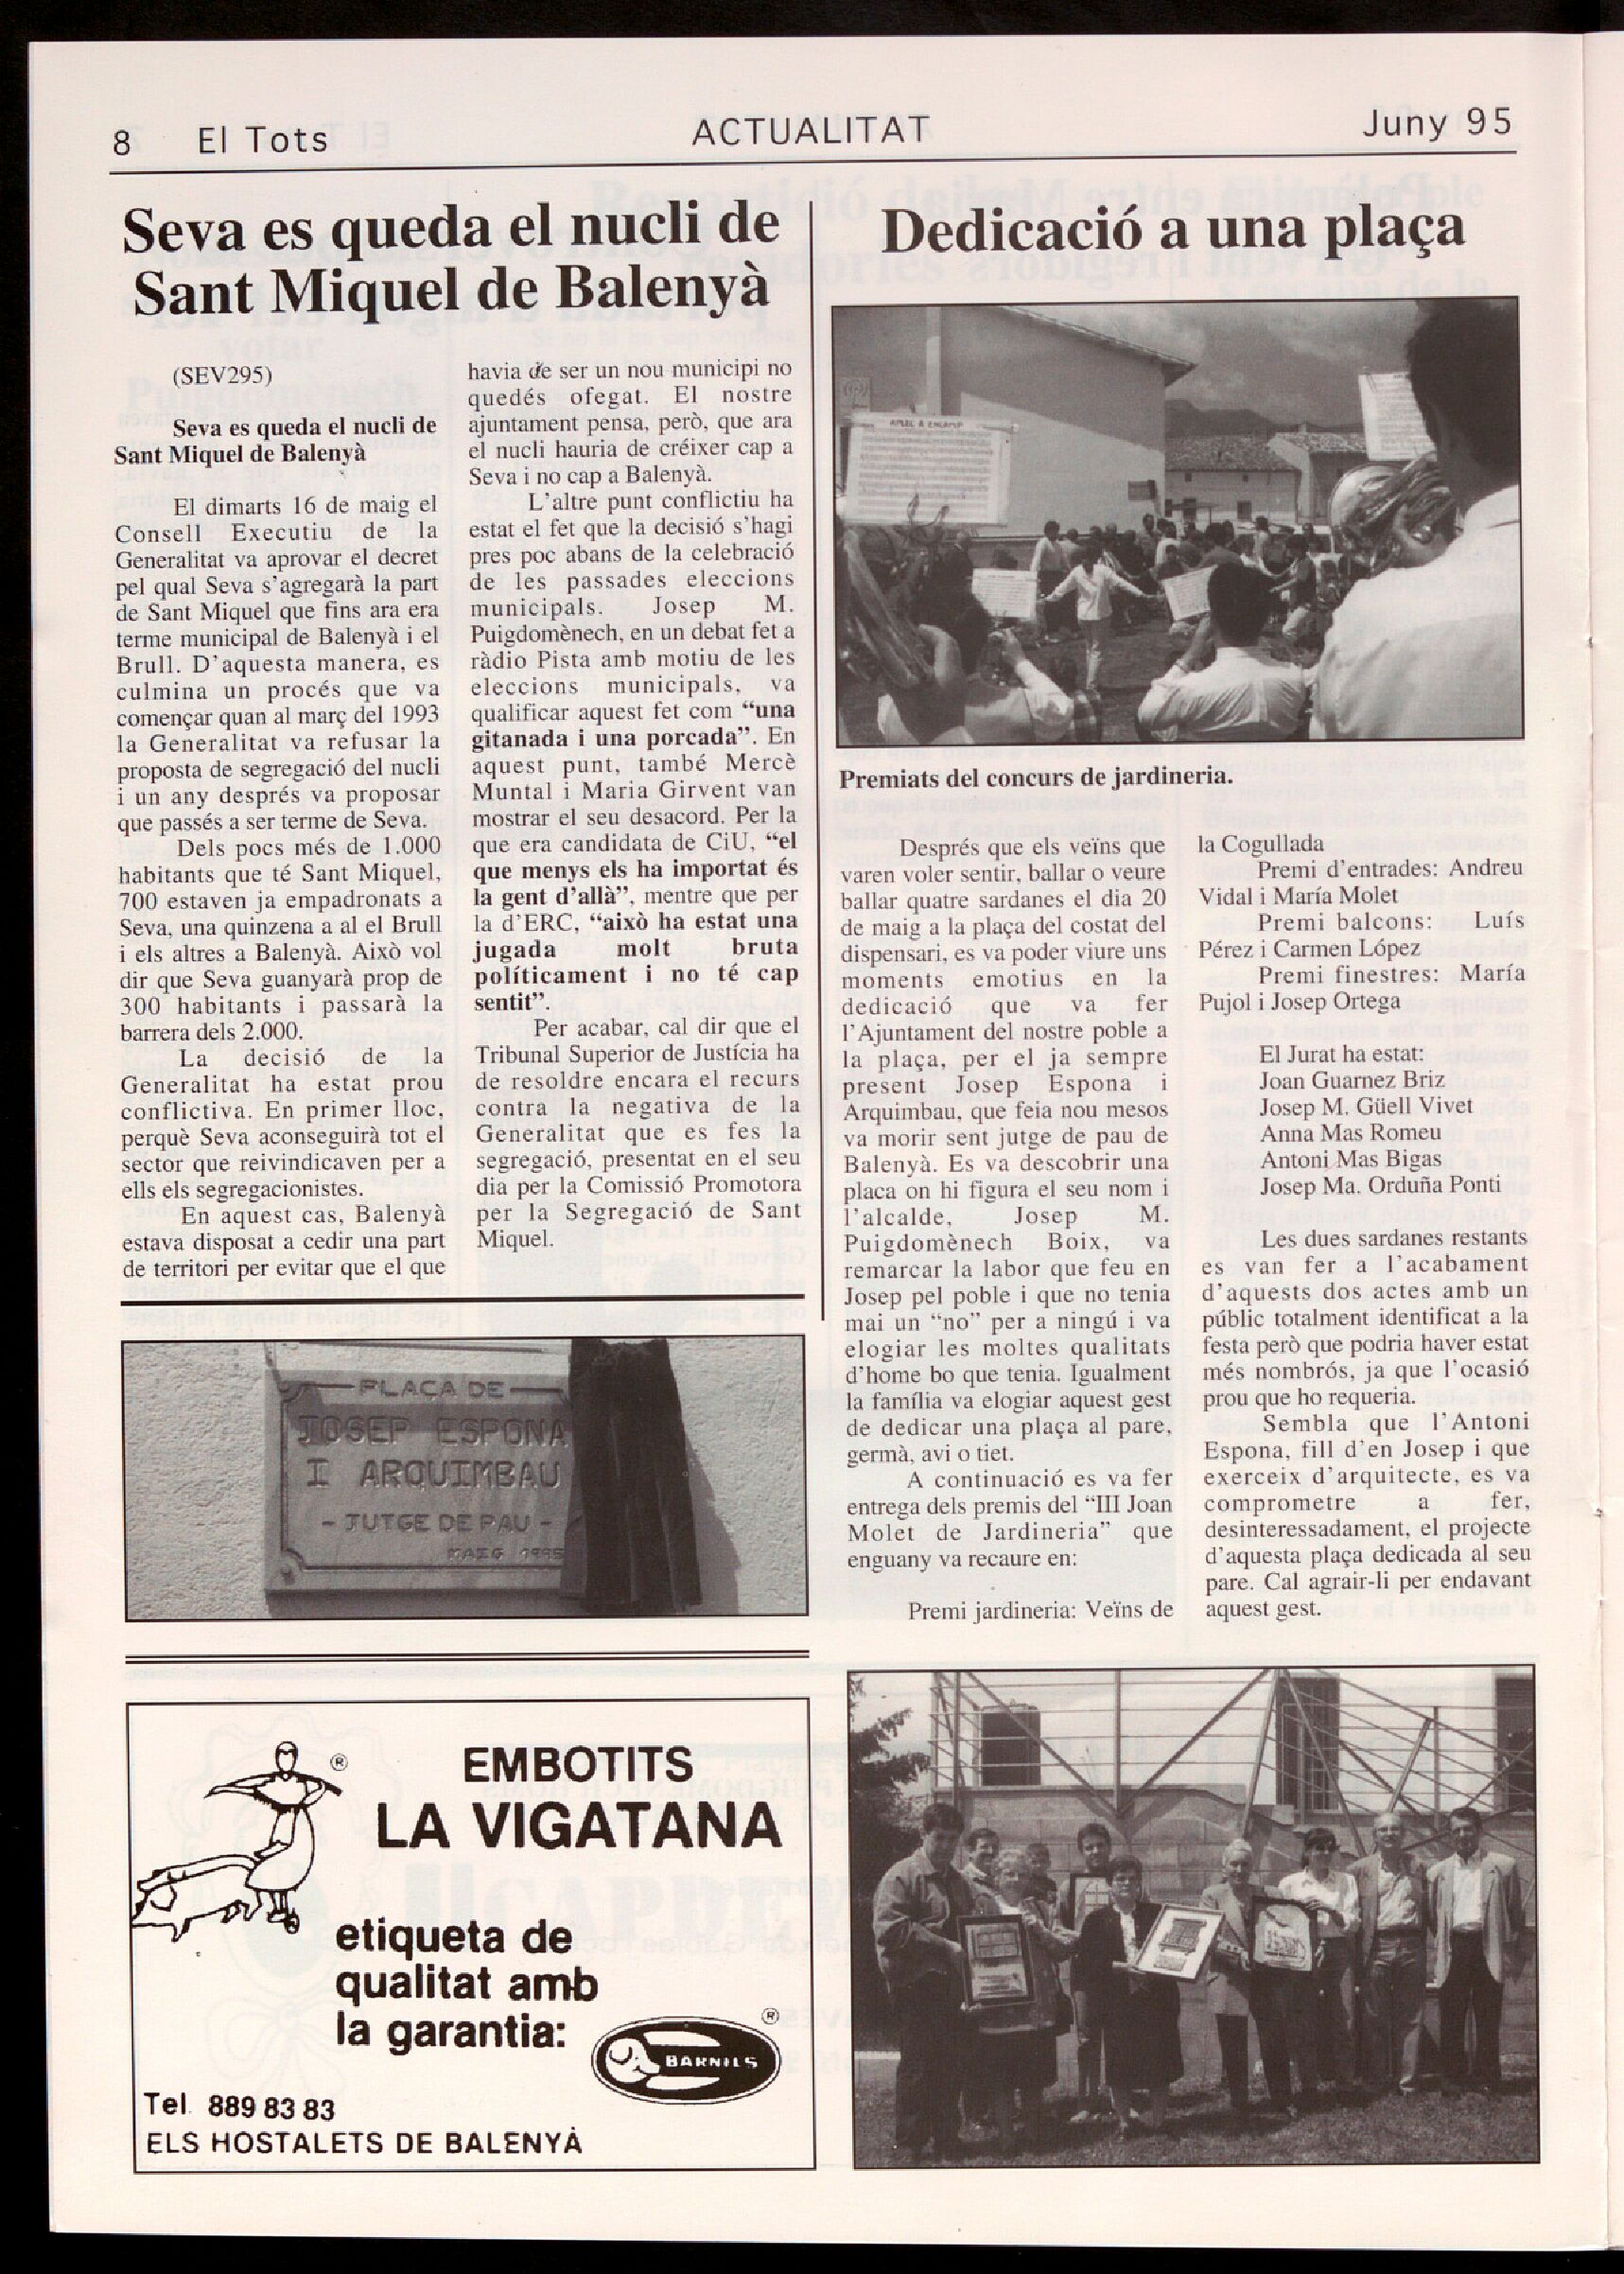 8 El Tots
ACTUALITAT
Juny 95
Seva es queda el nucli de
Sant Miquel de Balenyà
(SEV295)
Seva es queda el nucli de
Sant Miquel de Balenyà
El dimarts 16 de maig el
Consell Executiu de la
Generalitat va aprovar el decret
pel qual Seva s'agregarà la part
de Sant Miquel que fins ara era
terme municipal de Balenyà i el
Brull. D'aquesta manera, es
culmina un procés que va
començar quan al març del 1993
la Generalitat va refusar la
proposta de segregació del nucli
i un any després va proposar
que passés a ser terme de Seva.
Dels pocs més de 1.000
habitants que té Sant Miquel,
700 estaven ja empadronats a
Seva, una quinzena a al el Brull
i els altres a Balenyà. Això vol
dir que Seva guanyarà prop de
300 habitants i passarà la
barrera dels 2.000.
La decisió de la
Generalitat ha estat prou
conflictiva. En primer lloc,
perquè Seva aconseguirà tot el
sector que reivindicaven per a
ells els segregacionistes.
En aquest cas, Balenyà
estava disposat a cedir una part
de territori per evitar que el que
havia de ser un nou municipi no
quedés ofegat. El nostre
ajuntament pensa, però, que ara
el nucli hauria de créixer cap a
Seva i no cap a Balenyà.
L'altre punt conflictiu ha
estat el fet que la decisió s'hagi
pres poc abans de la celebració
de les passades eleccions
municipals. Josep M.
Puigdomènech, en un debat fet a
ràdio Pista amb motiu de les
eleccions municipals, va
qualificar aquest fet com “una
gitanada i una porcada”. En
aquest punt, també Mercè
Muntal i Maria Girvent van
mostrar el seu desacord. Per la
que era candidata de CiU, “el
que menys els ha importat és
la gent d'allà”, mentre que per
la d'ERC, “això ha estat una
jugada molt bruta
políticament i no té cap
sentit”.
Per acabar, cal dir que el
Tribunal Superior de Justícia ha
de resoldre encara el recurs
contra la negativa de la
Generalitat que es fes la
segregació, presentat en el seu
dia per la Comissió Promotora
per la Segregació de Sant
Miquel.
PLAÇA DE
JOSEP ESPONA
I ARQUIMBAU
- JUTGE DE PAU -
MAIG 1995
EMBOTITS
LA VIGATANA
®
etiqueta de
qualitat amb
la garantia:
®
BARNILS
Tel. 889 83 83
ELS HOSTALETS DE BALENYÀ
Dedicació a una plaça
APLEC A ENCAMP
Premiats del concurs de jardineria.
Després que els veïns que
varen voler sentir, ballar o veure
ballar quatre sardanes el dia 20
de maig a la plaça del costat del
dispensari, es va poder viure uns
moments emotius en la
dedicació que va fer
l'Ajuntament del nostre poble a
la plaça, per el ja sempre
present Josep Espona i
Arquimbau, que feia nou mesos
va morir sent jutge de pau de
Balenyà. Es va descobrir una
placa on hi figura el seu nom i
l'alcalde, Josep M.
Puigdomènech Boix, va
remarcar la labor que feu en
Josep pel poble i que no tenia
mai un “no” per a ningú i va
elogiar les moltes qualitats
d'home bo que tenia. Igualment
la família va elogiar aquest gest
de dedicar una plaça al pare,
germà, avi o tiet.
A continuació es va fer
entrega dels premis del “III Joan
Molet de Jardineria” que
enguany va recaure en:
Premi jardineria: Veïns de
la Cogullada
Premi d'entrades: Andreu
Vidal i María Molet
Premi balcons: Luís
Pérez i Carmen López
Premi finestres: María
Pujol i Josep Ortega
El Jurat ha estat:
Joan Guarnez Briz
Josep M. Güell Vivet
Anna Mas Romeu
Antoni Mas Bigas
Josep Ma. Orduña Ponti
Les dues sardanes restants
es van fer a l'acabament
d'aquests dos actes amb un
públic totalment identificat a la
festa però que podria haver estat
més nombrós, ja que l'ocasió
prou que ho requeria.
Sembla que l'Antoni
Espona, fill d'en Josep i que
exerceix d'arquitecte, es va
comprometre a fer,
desinteressadament, el projecte
d'aquesta plaça dedicada al seu
pare. Cal agrair-li per endavant
aquest gest.